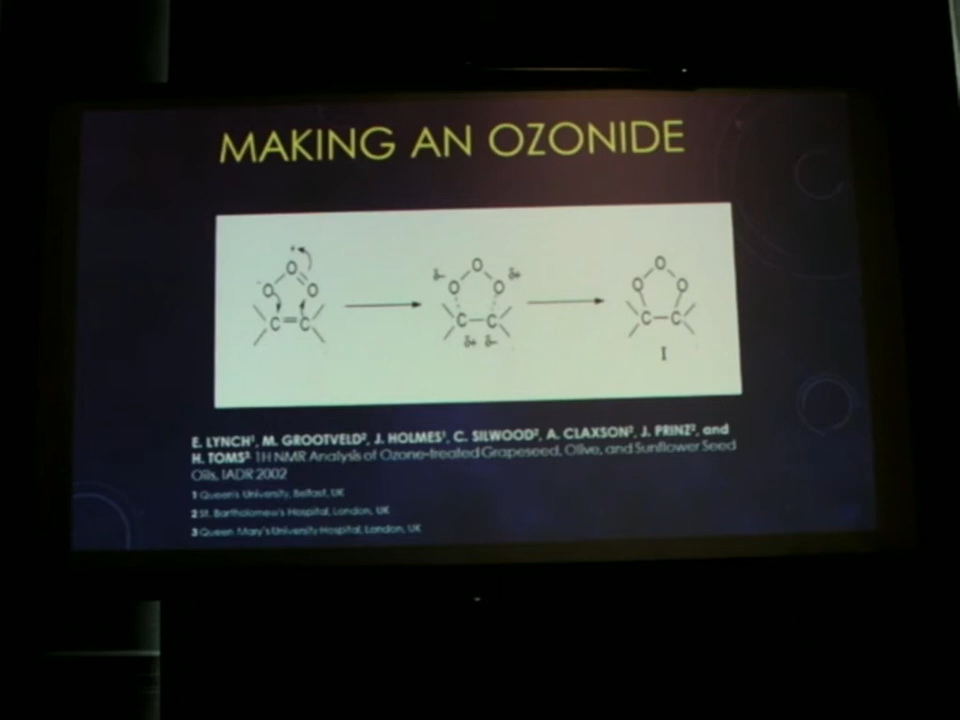 MAKING AN OZONIDE
+
O
- O O
C = C
O
δ- O O δ+
C - C
δ+ δ-
O
O O
C - C
I
E. LYNCH¹, M. GROOTVELD², J. HOLMES¹, C. SILWOOD², A. CLAXSON², J. PRINZ², and
H. TOMS³ 1H NMR Analysis of Ozone-treated Grapeseed, Olive, and Sunflower Seed
Oils, IADR 2002
1 Queen's University, Belfast, UK
2 St. Bartholomew's Hospital, London, UK
3 Queen Mary's University Hospital, London, UK